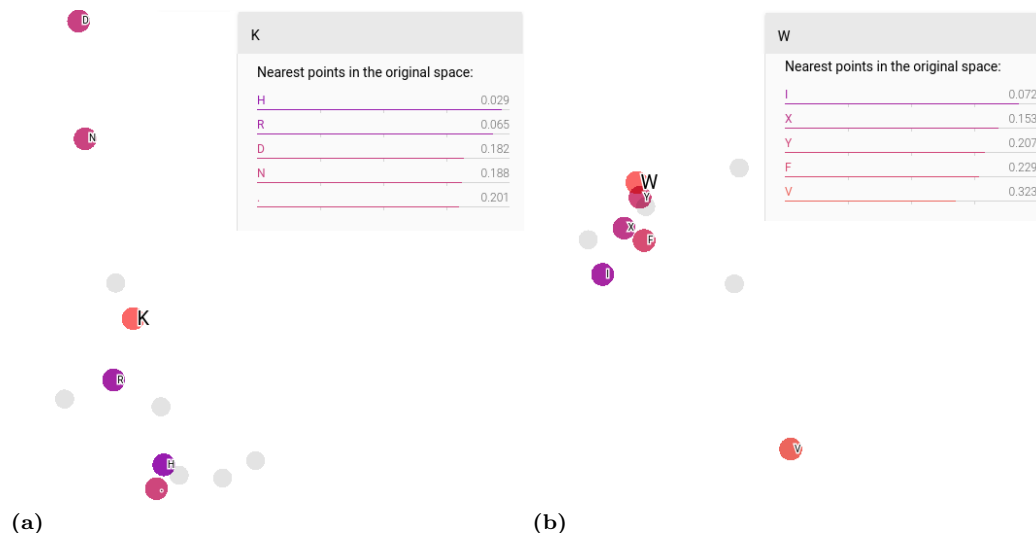 D
N
K
R
H
.
K
Nearest points in the original space:
H 0.029
R 0.065
D 0.182
N 0.188
. 0.201
(a)
W
Y
X
F
I
V
W
Nearest points in the original space:
I 0.072
X 0.153
Y 0.207
F 0.229
V 0.323
(b)